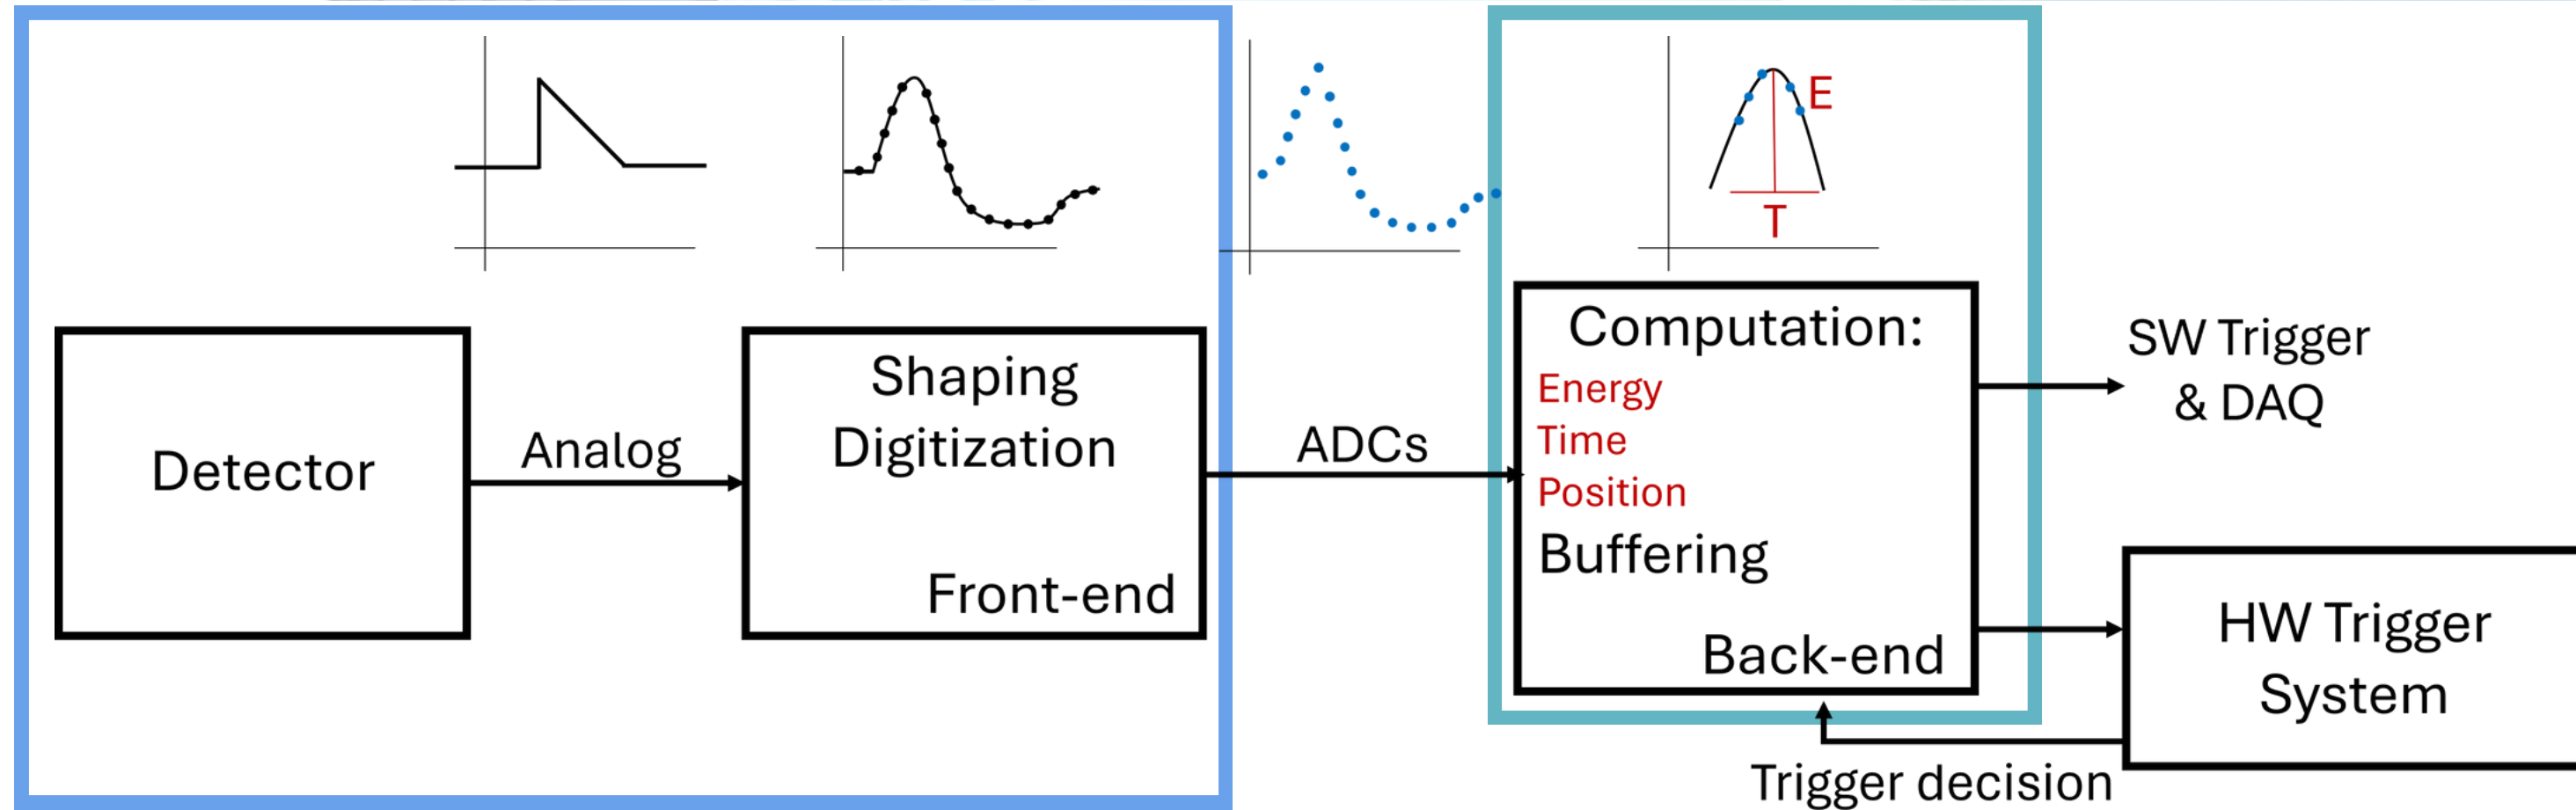 E
T
Detector
Analog
Shaping
Digitization
Front-end
ADCs
Computation:
Energy
Time
Position
Buffering
Back-end
SW Trigger
& DAQ
HW Trigger
System
Trigger decision